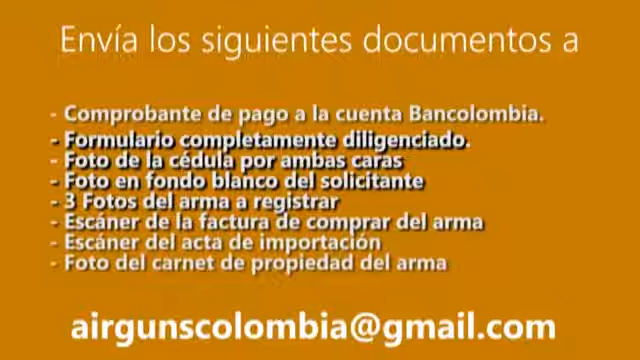 Envía los siguientes documentos a
- Comprobante de pago a la cuenta Bancolombia.
- Formulario completamente diligenciado.
- Foto de la cédula por ambas caras
- Foto en fondo blanco del solicitante
- 3 Fotos del arma a registrar
- Escáner de la factura de comprar del arma
- Escáner del acta de importación
- Foto del carnet de propiedad del arma
airgunscolombia@gmail.com